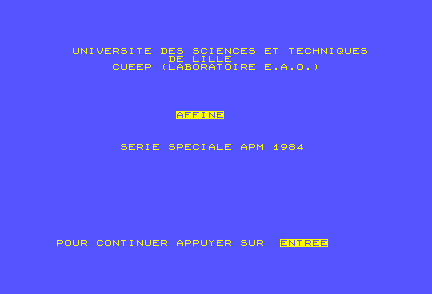 UNIVERSITE DES SCIENCES ET TECHNIQUES
DE LILLE
CUEEP (LABORATOIRE E.A.O.)
AFFINE
SERIE SPECIALE APM 1984
POUR CONTINUER APPUYER SUR ENTREE